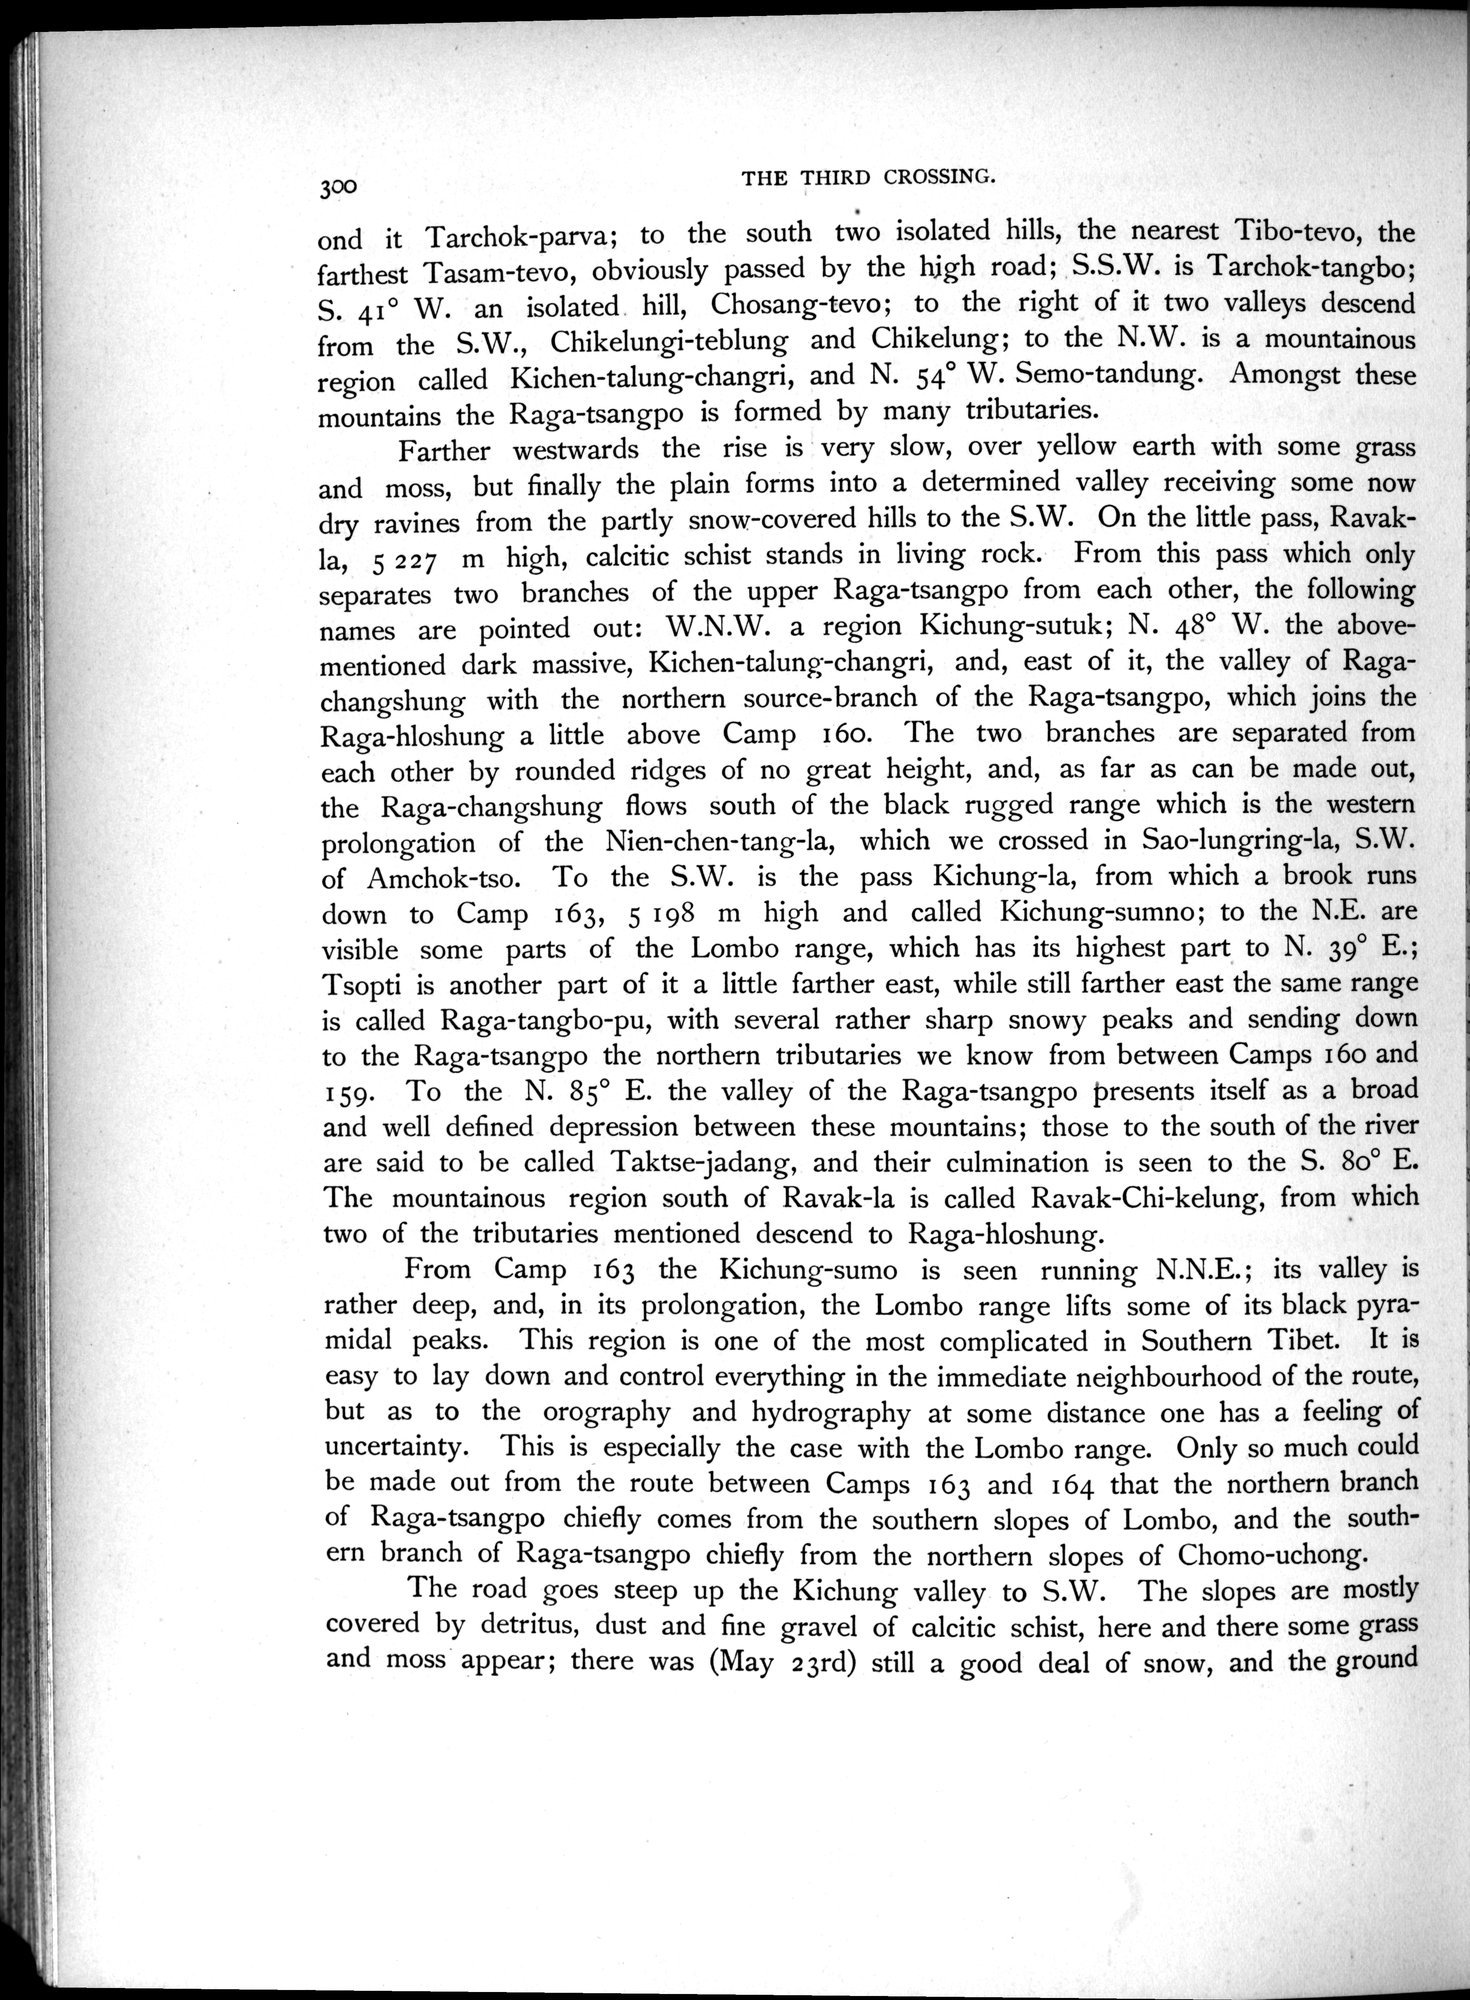 300
THE THIRD CROSSING.
ond it Tarchok-parva; to the south two isolated hills, the nearest Tibo-tevo, the
farthest Tasam-tevo, obviously passed by the high road; S.S.W. is Tarchok-tangbo;
S. 41° W. an isolated hill, Chosang-tevo; to the right of it two valleys descend
from the S.W., Chikelungi-teblung and Chikelung; to the N.W. is a mountainous
region called Kichen-talung-changri, and N. 54° W. Semo-tandung. Amongst these
mountains the Raga-tsangpo is formed by many tributaries.
Farther westwards the rise is very slow, over yellow earth with some grass
and moss, but finally the plain forms into a determined valley receiving some now
dry ravines from the partly snow-covered hills to the S.W. On the little pass, Ravak-
la, 5 227 m high, calcitic schist stands in living rock. From this pass which only
separates two branches of the upper Raga-tsangpo from each other, the following
names are pointed out: W.N.W. a region Kichung-sutuk; N. 48° W. the above-
mentioned dark massive, Kichen-talung-changri, and, east of it, the valley of Raga-
changshung with the northern source-branch of the Raga-tsangpo, which joins the
Raga-hloshung a little above Camp 160. The two branches are separated from
each other by rounded ridges of no great height, and, as far as can be made out,
the Raga-changshung flows south of the black rugged range which is the western
prolongation of the Nien-chen-tang-la, which we crossed in Sao-lungring-la, S.W.
of Amchok-tso. To the S.W. is the pass Kichung-la, from which a brook runs
down to Camp 163, 5 198 m high and called Kichung-sumno; to the N.E. are
visible some parts of the Lombo range, which has its highest part to N. 39° E.;
Tsopti is another part of it a little farther east, while still farther east the same range
is called Raga-tangbo-pu, with several rather sharp snowy peaks and sending down
to the Raga-tsangpo the northern tributaries we know from between Camps 160 and
159. To the N. 85° E. the valley of the Raga-tsangpo presents itself as a broad
and well defined depression between these mountains; those to the south of the river
are said to be called Taktse-jadang, and their culmination is seen to the S. 80° E.
The mountainous region south of Ravak-la is called Ravak-Chi-kelung, from which
two of the tributaries mentioned descend to Raga-hloshung.
From Camp 163 the Kichung-sumo is seen running N.N.E.; its valley is
rather deep, and, in its prolongation, the Lombo range lifts some of its black pyra-
midal peaks. This region is one of the most complicated in Southern Tibet. It is
easy to lay down and control everything in the immediate neighbourhood of the route,
but as to the orography and hydrography at some distance one has a feeling of
uncertainty. This is especially the case with the Lombo range. Only so much could
be made out from the route between Camps 163 and 164 that the northern branch
of Raga-tsangpo chiefly comes from the southern slopes of Lombo, and the south-
ern branch of Raga-tsangpo chiefly from the northern slopes of Chomo-uchong.
The road goes steep up the Kichung valley to S.W. The slopes are mostly
covered by detritus, dust and fine gravel of calcitic schist, here and there some grass
and moss appear; there was (May 23rd) still a good deal of snow, and the ground